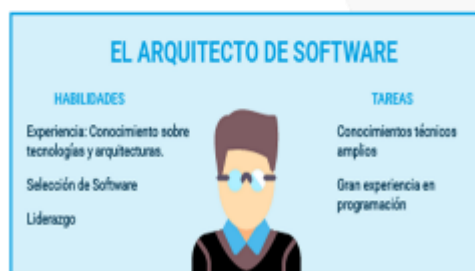 EL ARQUITECTO DE SOFTWARE
HABILIDADES
Experiencia: Conocimiento sobre
tecnologías y arquitecturas.
Selección de Software
Liderazgo
TAREAS
Conocimientos técnicos
amplios
Gran experiencia en
programación